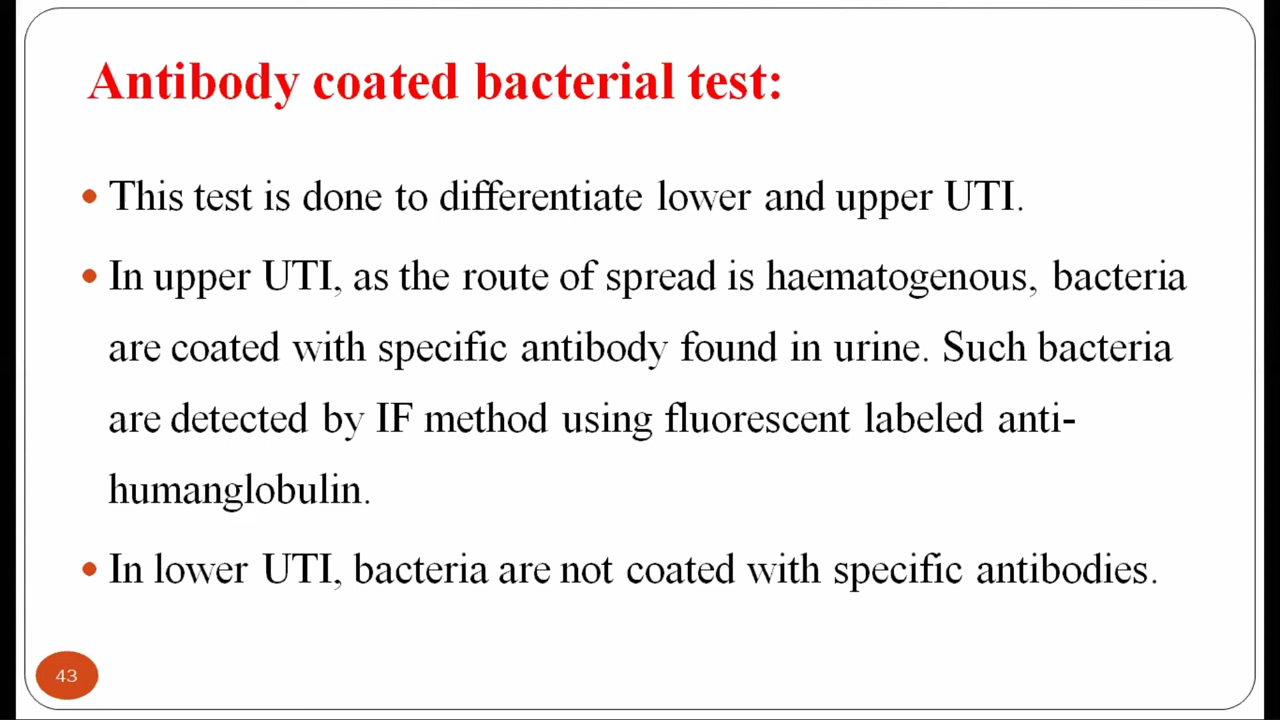 Antibody coated bacterial test:
• This test is done to differentiate lower and upper UTI.
• In upper UTI, as the route of spread is haematogenous, bacteria
are coated with specific antibody found in urine. Such bacteria
are detected by IF method using fluorescent labeled anti-
humanglobulin.
• In lower UTI, bacteria are not coated with specific antibodies.
43